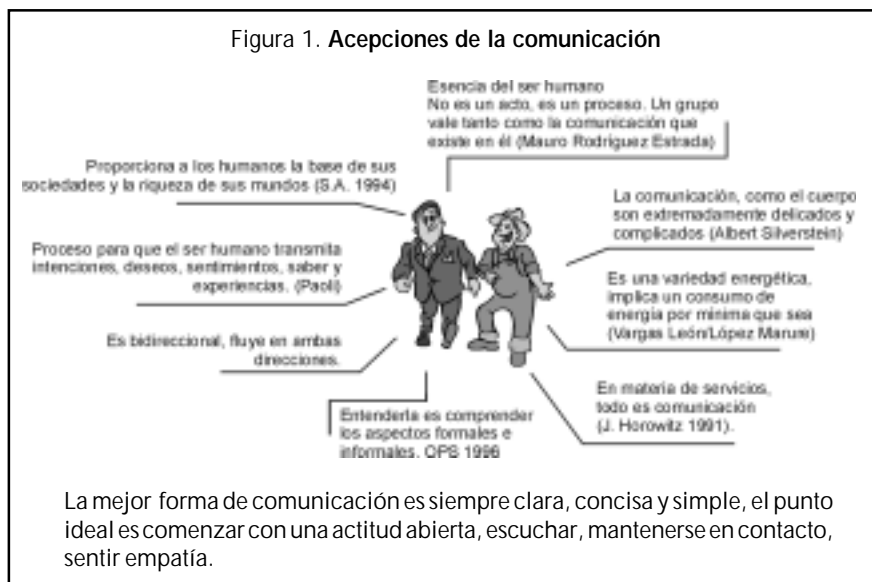 Figura 1. Acepciones de la comunicación
Esencia del ser humano
No es un acto, es un proceso. Un grupo
vale tanto como la comunicación que
existe en él (Mauro Rodríguez Estrada)
Proporciona a los humanos la base de sus
sociedades y la riqueza de sus mundos (S.A. 1994)
La comunicación, como el cuerpo
son extremadamente delicados y
complicados (Albert Silverstein)
Proceso para que el ser humano transmita
intenciones, deseos, sentimientos, saber y
experiencias. (Paoli)
Es una variedad energética,
implica un consumo de
energía por mínima que sea
(Vargas León/López Marure)
Es bidireccional, fluye en ambas
direcciones.
En materia de servicios,
todo es comunicación
(J. Horowitz 1991).
Entenderla es comprender
los aspectos formales e
informales. OPS 1996
La mejor forma de comunicación es siempre clara, concisa y simple, el punto
ideal es comenzar con una actitud abierta, escuchar, mantenerse en contacto,
sentir empatía.